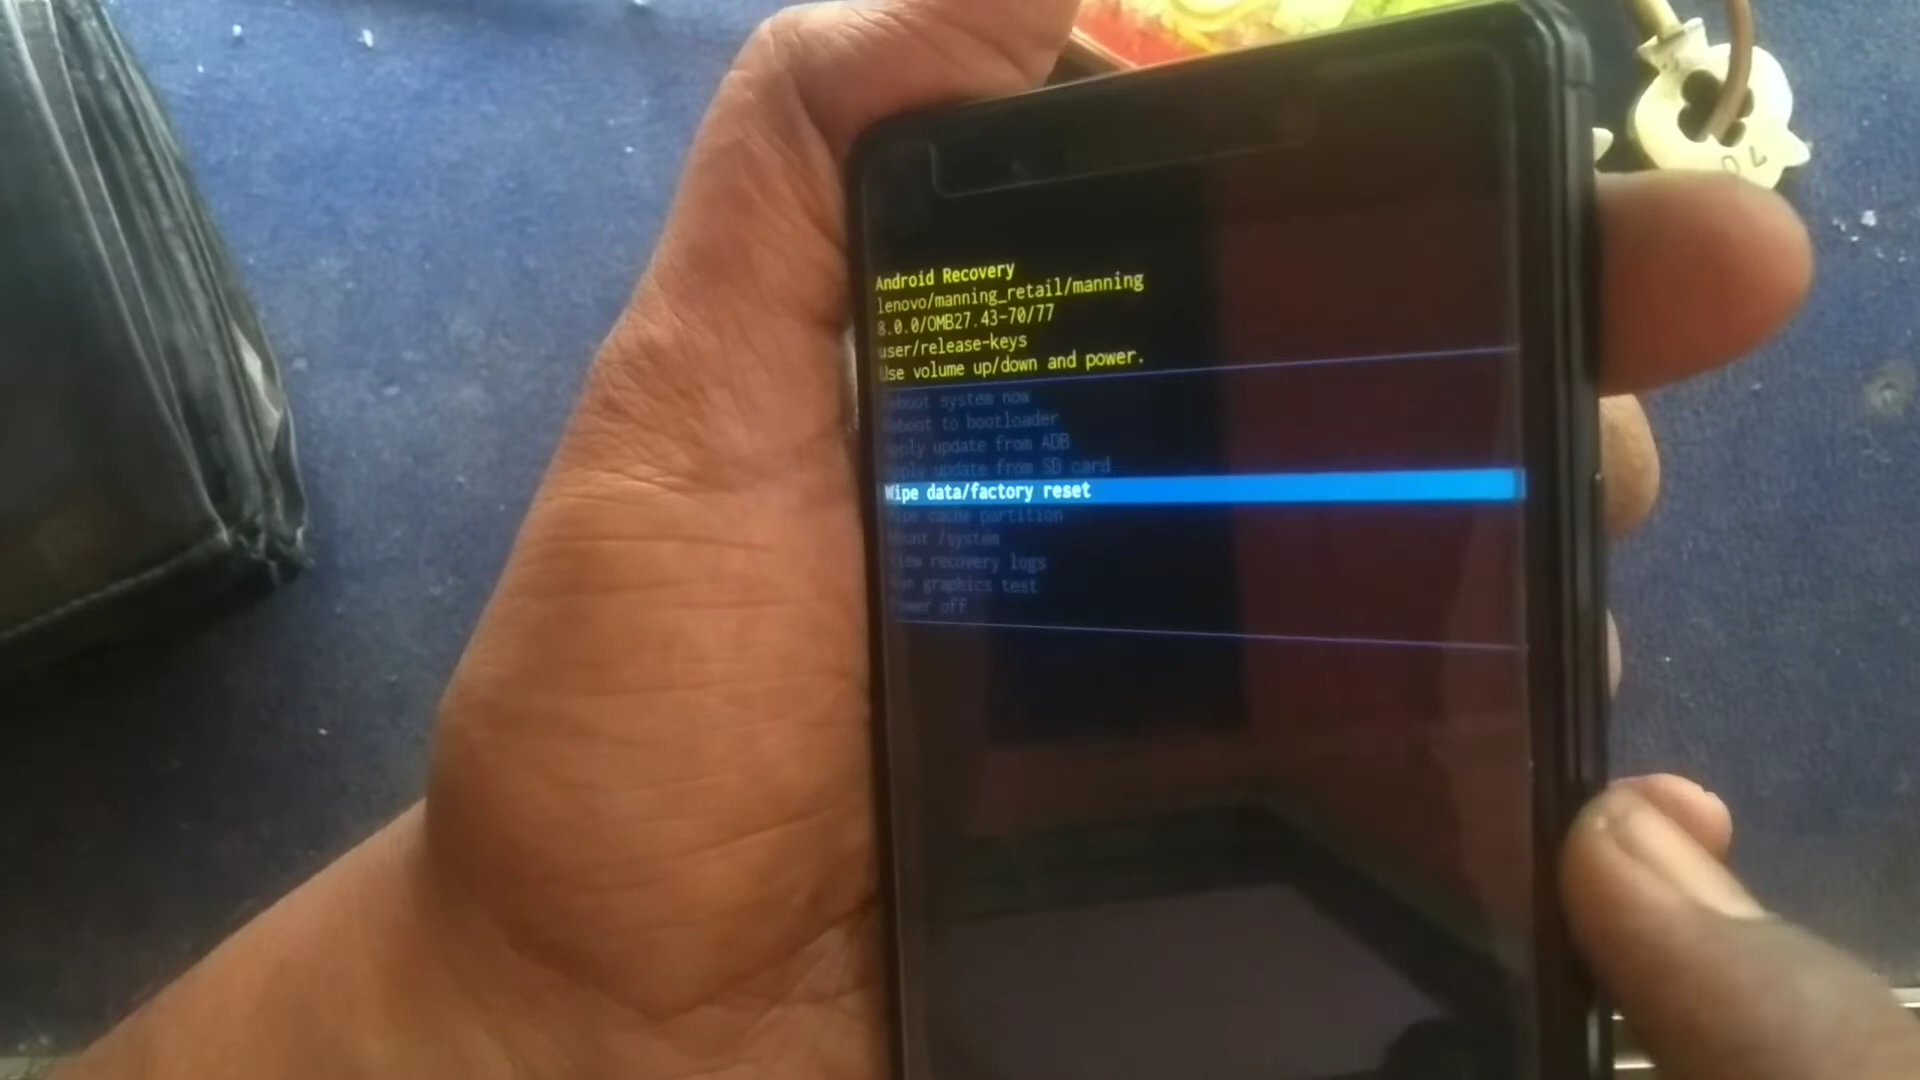 Android Recovery
lenovo/manning_retail/manning
8.0.0/OMB27.43-70/77
user/release-keys
Use volume up/down and power.
Reboot system now
Reboot to bootloader
Apply update from ADB
Apply update from SD card
Wipe data/factory reset
Wipe cache partition
Mount /system
View recovery logs
Run graphics test
Power off